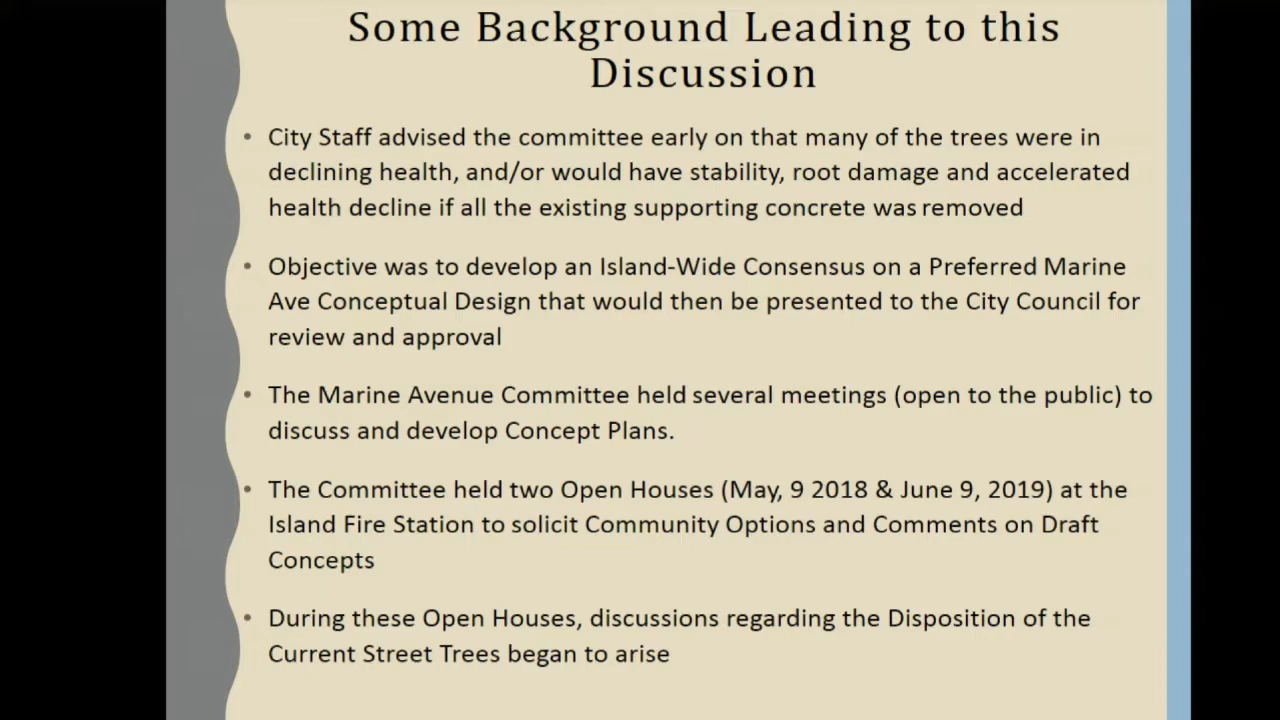 Some Background Leading to this
Discussion
• City Staff advised the committee early on that many of the trees were in
declining health, and/or would have stability, root damage and accelerated
health decline if all the existing supporting concrete was removed
• Objective was to develop an Island-Wide Consensus on a Preferred Marine
Ave Conceptual Design that would then be presented to the City Council for
review and approval
• The Marine Avenue Committee held several meetings (open to the public) to
discuss and develop Concept Plans.
• The Committee held two Open Houses (May, 9 2018 & June 9, 2019) at the
Island Fire Station to solicit Community Options and Comments on Draft
Concepts
• During these Open Houses, discussions regarding the Disposition of the
Current Street Trees began to arise